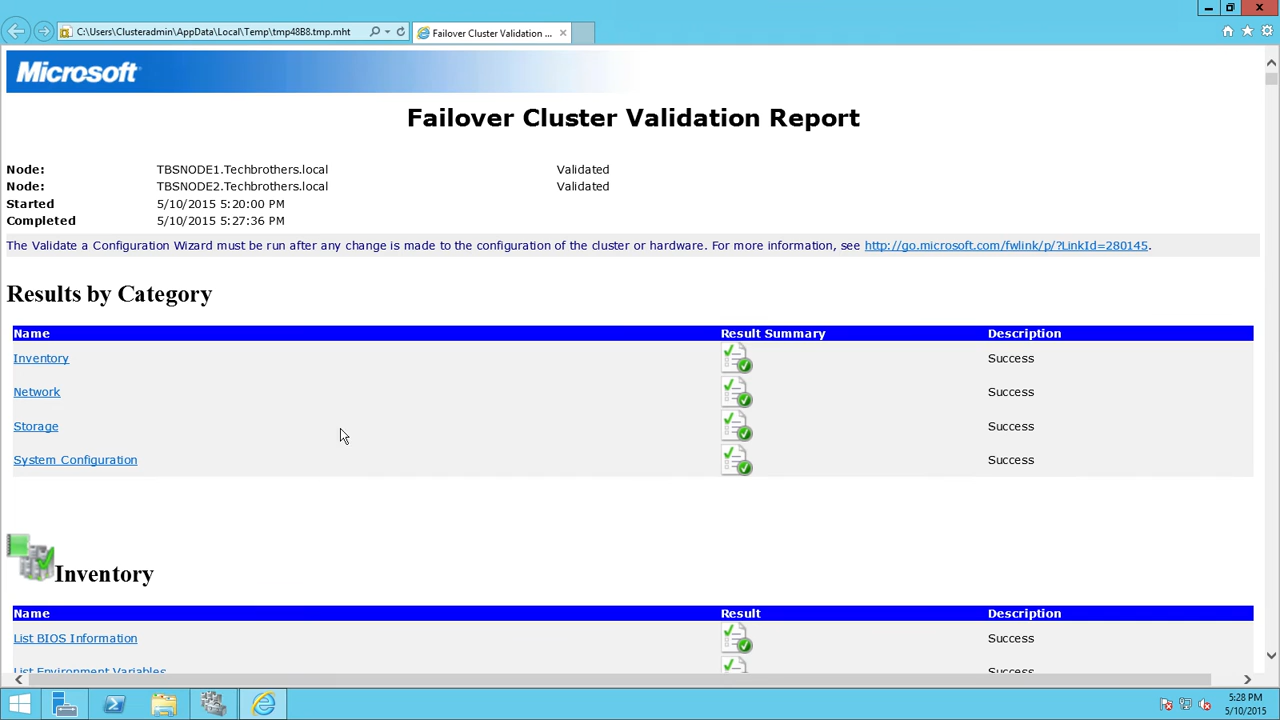 C:\Users\Clusteradmin\AppData\Local\Temp\tmp48B8.tmp.mht
Failover Cluster Validation ...
Microsoft
Failover Cluster Validation Report
Node: TBSNODE1.Techbrothers.local Validated
Node: TBSNODE2.Techbrothers.local Validated
Started 5/10/2015 5:20:00 PM
Completed 5/10/2015 5:27:36 PM
The Validate a Configuration Wizard must be run after any change is made to the configuration of the cluster or hardware. For more information, see http://go.microsoft.com/fwlink/p/?LinkId=280145.
Results by Category
Name Result Summary Description
Inventory Success
Network Success
Storage Success
System Configuration Success
Inventory
Name Result Description
List BIOS Information Success
List Environment Variables Success
5:28 PM
5/10/2015